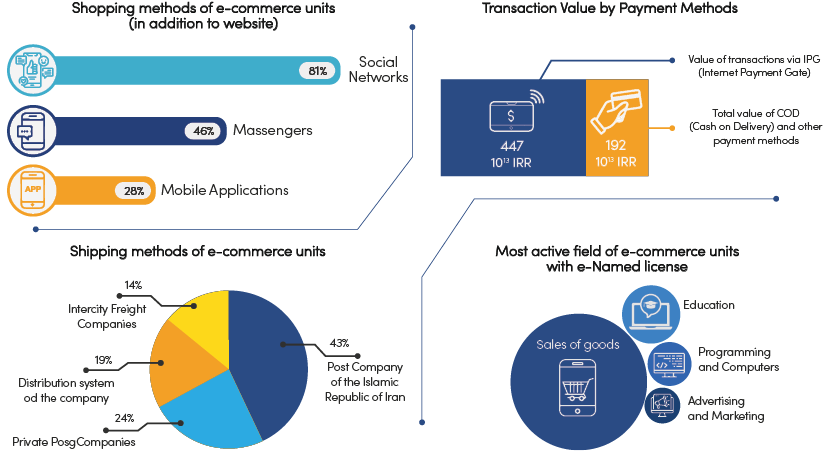 Shopping methods of e-commerce units
(in addition to website)
81%
Social
Networks
46%
Massengers
APP
28%
Mobile Applications
Transaction Value by Payment Methods
Value of transactions via IPG
(Internet Payment Gate)
$
447
10¹³ IRR
192
10¹³ IRR
Total value of COD
(Cash on Delivery) and other
payment methods
Shipping methods of e-commerce units
14%
Intercity Freight
Companies
43%
Post Company
of the Islamic
Republic of Iran
19%
Distribution system
od the company
24%
Private PosgCompanies
Most active field of e-commerce units
with e-Named license
Sales of goods
Education
Programming
and Computers
Advertising
and Marketing